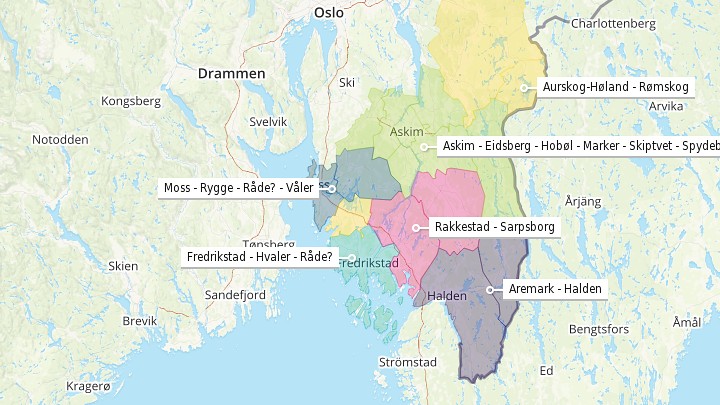 Oslo
Charlottenberg
Drammen
Ski
Aurskog-Høland - Rømskog
Kongsberg
Arvika
Svelvik
Askim
Notodden
Askim - Eidsberg - Hobøl - Marker - Skiptvet - Spydeb
Moss - Rygge - Råde? - Våler
Årjäng
Rakkestad - Sarpsborg
Tønsberg
Fredrikstad - Hvaler - Råde?
Fredrikstad
Skien
Aremark - Halden
Sandefjord
Halden
Brevik
Bengtsfors
Åmål
Strömstad
Ed
Kragerø